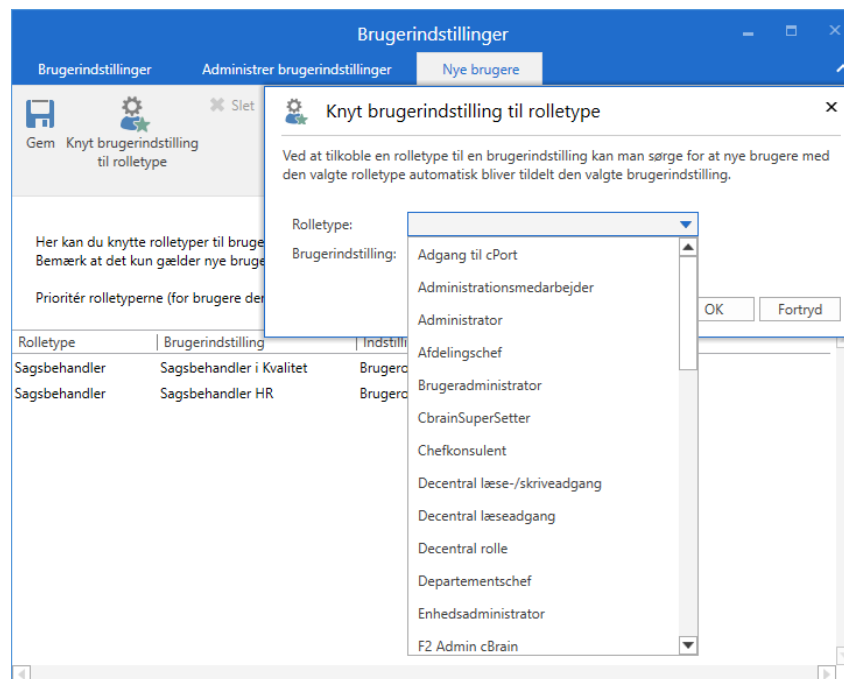 Brugerindstillinger
Brugerindstillinger Administrer brugerindstillinger Nye brugere
Gem
Knyt brugerindstilling
til rolletype
Slet
Knyt brugerindstilling til rolletype
Ved at tilkoble en rolletype til en brugerindstilling kan man sørge for at nye brugere med
den valgte rolletype automatisk bliver tildelt den valgte brugerindstilling.
Rolletype:
Brugerindstilling:
Adgang til cPort
Administrationsmedarbejder
Administrator
Afdelingschef
Brugeradministrator
CbrainSuperSetter
Chefkonsulent
Decentral læse-/skriveadgang
Decentral læseadgang
Decentral rolle
Departementschef
Enhedsadministrator
F2 Admin cBrain
OK Fortryd
Her kan du knytte rolletyper til bruge
Bemærk at det kun gælder nye bruge
Prioritér rolletyperne (for brugere der
Rolletype Brugerindstilling Indstilli
Sagsbehandler Sagsbehandler i Kvalitet Brugero
Sagsbehandler Sagsbehandler HR Brugero